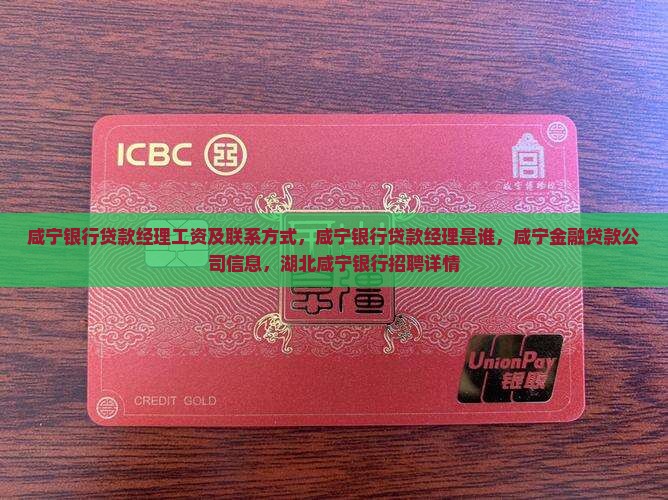 ICBC
咸宁银行贷款经理工资及联系方式，咸宁银行贷款经理是谁，咸宁金融贷款公
司信息，湖北咸宁银行招聘详情
UnionPay
银联
CREDIT GOLD